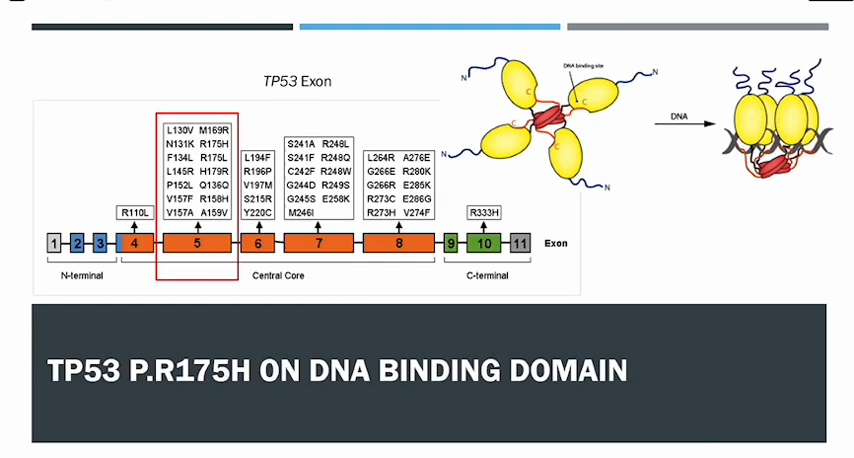 TP53 Exon
N
N
N
N
C
C
DNA binding site
DNA
L130V M169R
N131K R175H
F134L R175L
L145R H179R
P152L Q136Q
V157F R158H
V157A A159V
L194F
R196P
V197M
S215R
Y220C
S241A R248L
S241F R248Q
C242F R248W
G244D R249S
G245S E258K
M246I
L264R A276E
G266E R280K
G266R E285K
R273C E286G
R273H V274F
R110L
R333H
1 2 3 4 5 6 7 8 9 10 11 Exon
N-terminal Central Core C-terminal
TP53 P.R175H ON DNA BINDING DOMAIN